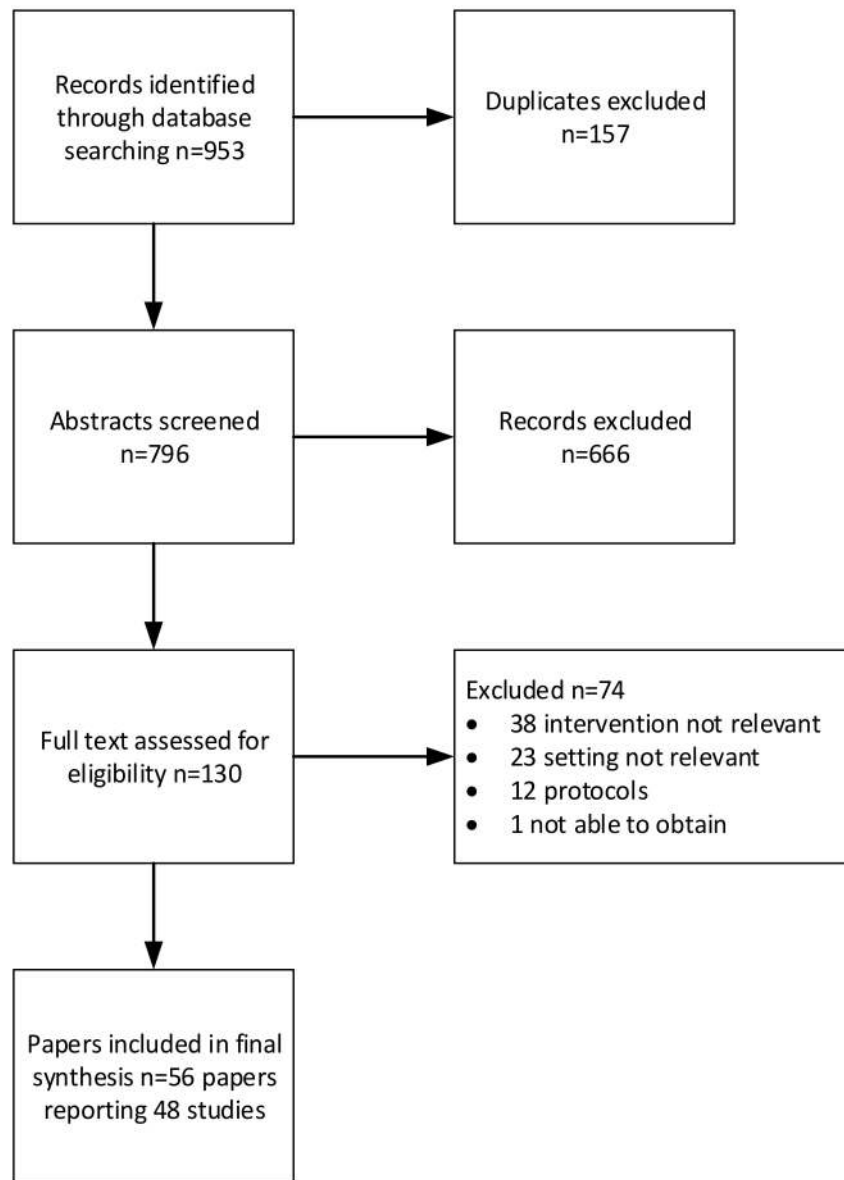 Records identified
through database
searching n=953
Duplicates excluded
n=157
Abstracts screened
n=796
Records excluded
n=666
Full text assessed for
eligibility n=130
Excluded n=74
• 38 intervention not relevant
• 23 setting not relevant
• 12 protocols
• 1 not able to obtain
Papers included in final
synthesis n=56 papers
reporting 48 studies